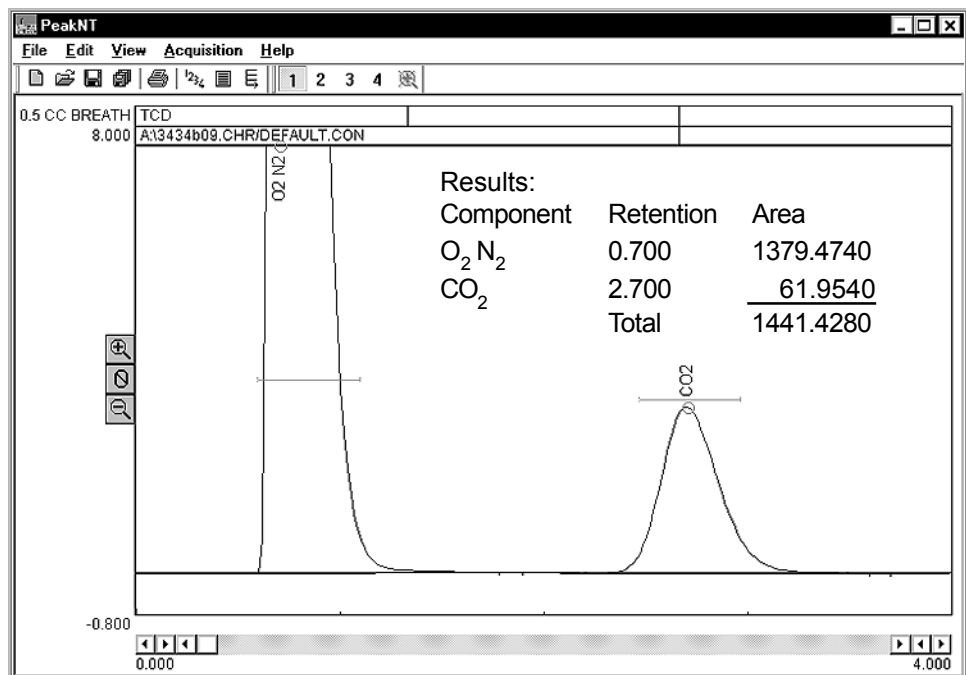 PeakNT
File Edit View Acquisition Help
1 2 3 4
0.5 CC BREATH TCD
8.000 A:\3434b09.CHR/DEFAULT.CON
O2 N2
Results:
Component Retention Area
O₂ N₂ 0.700 1379.4740
CO₂ 2.700 61.9540
Total 1441.4280
CO2
-0.800
0.000 4.000